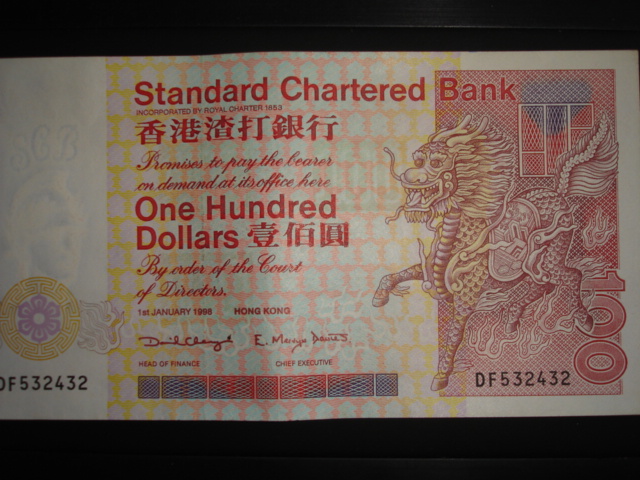 Standard Chartered Bank
INCORPORATED BY ROYAL CHARTER 1853
香港渣打銀行
Promises to pay the bearer
on demand at its office here
One Hundred
Dollars 壹佰圓
By order of the Court
of Directors.
1st JANUARY 1998 HONG KONG
HEAD OF FINANCE CHIEF EXECUTIVE
DF532432 DF532432
100